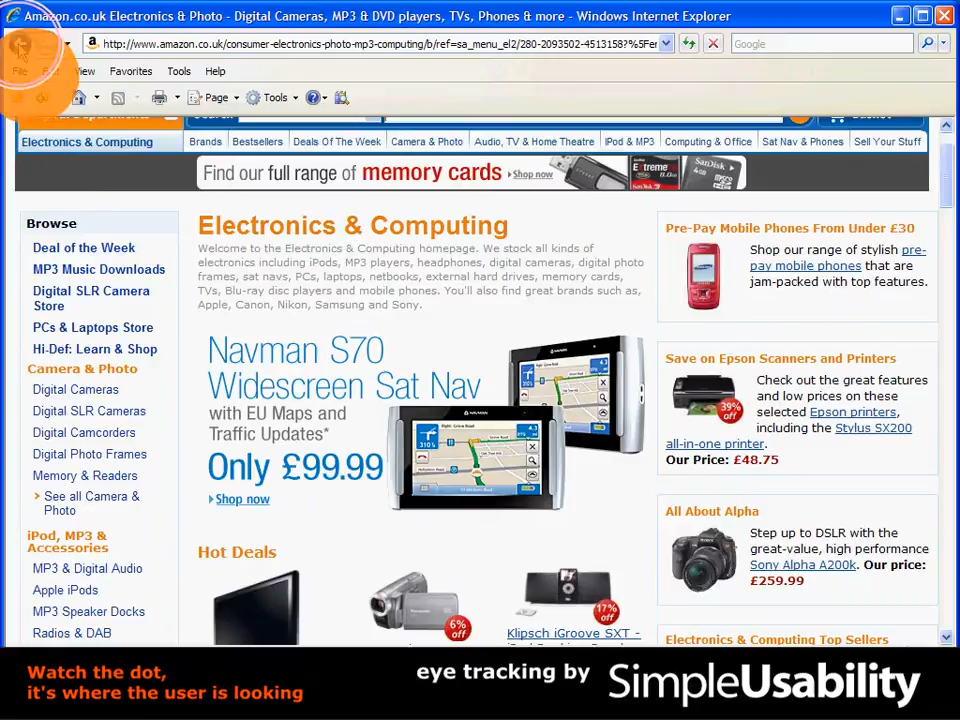 Amazon.co.uk Electronics & Photo - Digital Cameras, MP3 & DVD players, TVs, Phones & more - Windows Internet Explorer
http://www.amazon.co.uk/consumer-electronics-photo-mp3-computing/b/ref=sa_menu_el2/280-2093502-4513158?%5Fer
Google
File View Favorites Tools Help
Page Tools
Basket
Electronics & Computing Brands Bestsellers Deals Of The Week Camera & Photo Audio, TV & Home Theatre iPod & MP3 Computing & Office Sat Nav & Phones Sell Your Stuff
Find our full range of memory cards Shop now
SanDisk
Extreme
8.0
Browse
Deal of the Week
MP3 Music Downloads
Digital SLR Camera
Store
PCs & Laptops Store
Hi-Def: Learn & Shop
Camera & Photo
Digital Cameras
Digital SLR Cameras
Digital Camcorders
Digital Photo Frames
Memory & Readers
See all Camera &
Photo
iPod, MP3 &
Accessories
MP3 & Digital Audio
Apple iPods
MP3 Speaker Docks
Radios & DAB
Electronics & Computing
Welcome to the Electronics & Computing homepage. We stock all kinds of
electronics including iPods, MP3 players, headphones, digital cameras, digital photo
frames, sat navs, PCs, laptops, netbooks, external hard drives, memory cards,
TVs, Blu-ray disc players and mobile phones. You'll also find great brands such as,
Apple, Canon, Nikon, Samsung and Sony.
Navman S70
Widescreen Sat Nav
with EU Maps and
Traffic Updates*
Only £99.99
Shop now
Hot Deals
6%
off
17%
off
Klipsch iGroove SXT -
Pre-Pay Mobile Phones From Under £30
Shop our range of stylish pre-
pay mobile phones that are
jam-packed with top features.
Save on Epson Scanners and Printers
39%
off
Check out the great features
and low prices on these
selected Epson printers,
including the Stylus SX200
all-in-one printer.
Our Price: £48.75
All About Alpha
Step up to DSLR with the
great-value, high performance
Sony Alpha A200k. Our price:
£259.99
Electronics & Computing Top Sellers
Watch the dot,
it's where the user is looking
eye tracking by SimpleUsability